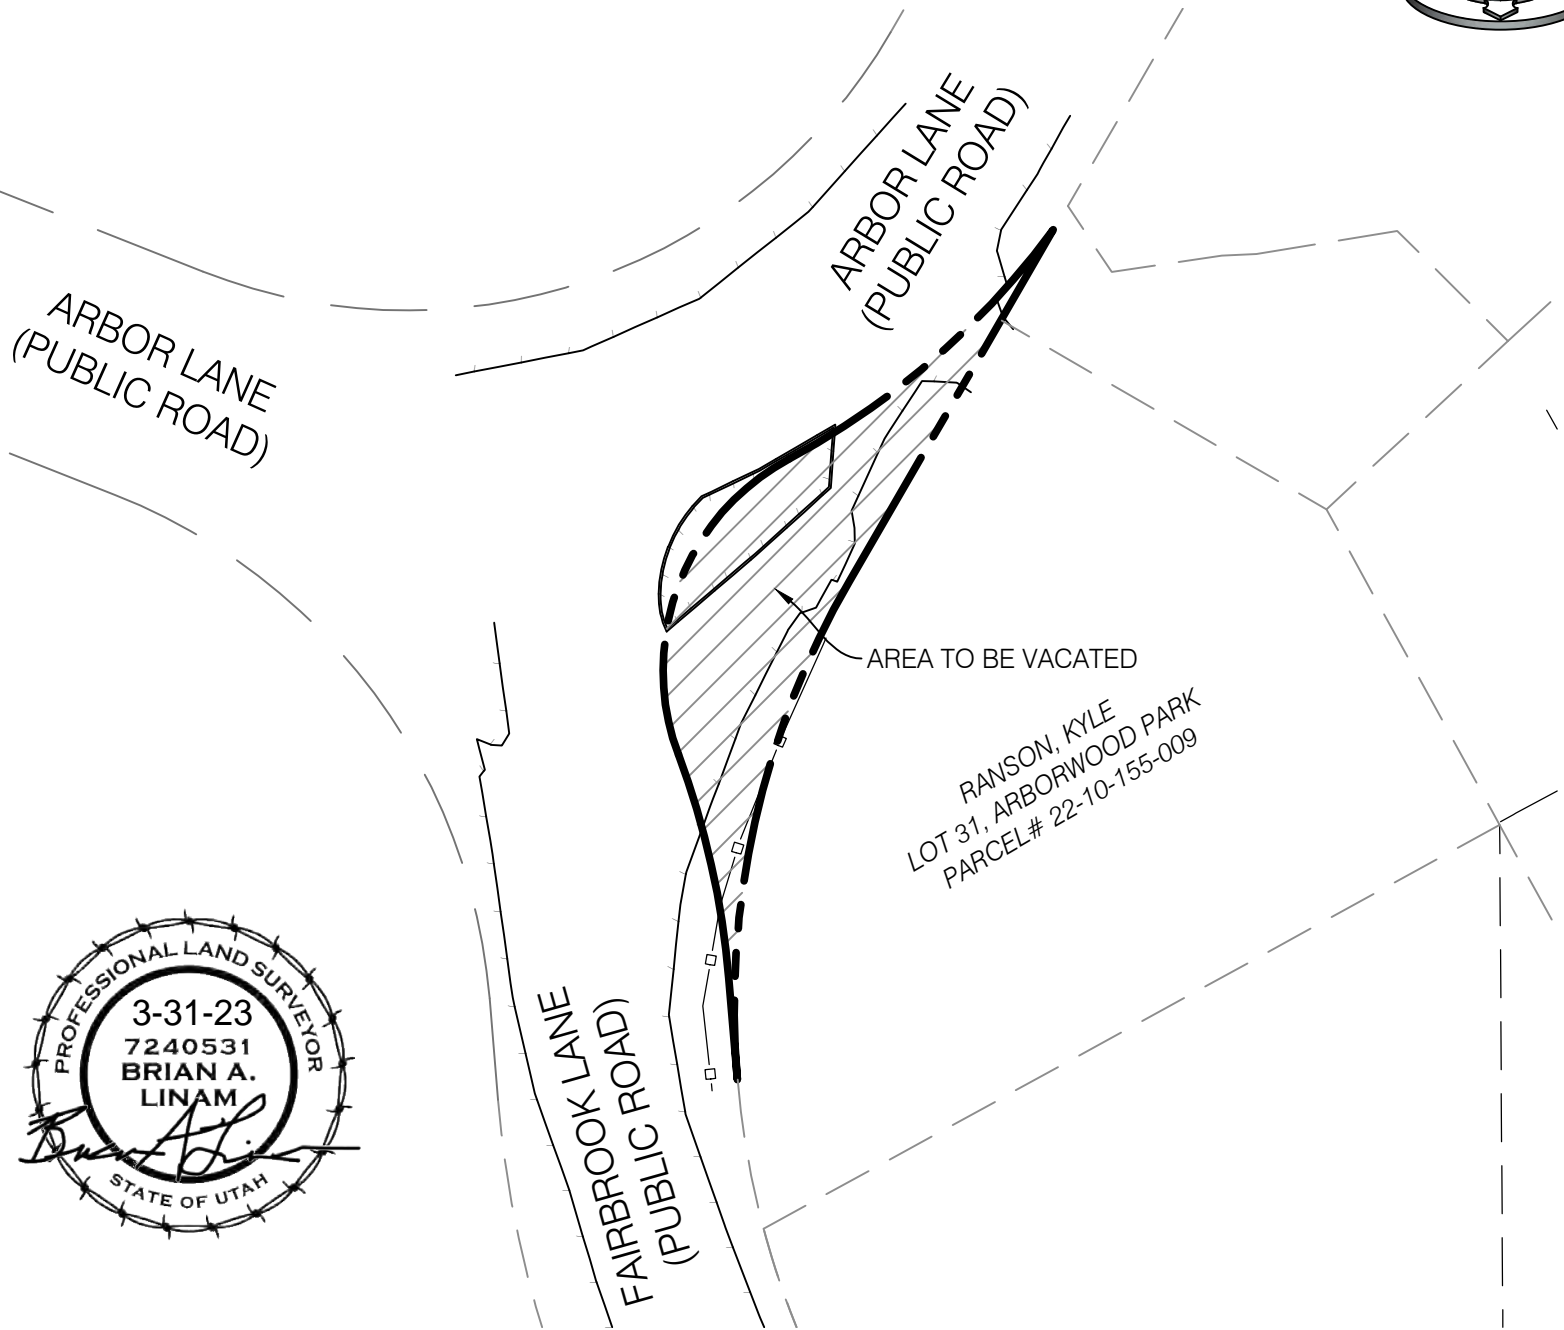 ARBOR LANE
(PUBLIC ROAD)
ARBOR LANE
(PUBLIC ROAD)
AREA TO BE VACATED
RANSON, KYLE
LOT 31, ARBORWOOD PARK
PARCEL# 22-10-155-009
FAIRBROOK LANE
(PUBLIC ROAD)
PROFESSIONAL LAND SURVEYOR
3-31-23
7240531
BRIAN A.
LINAM
STATE OF UTAH